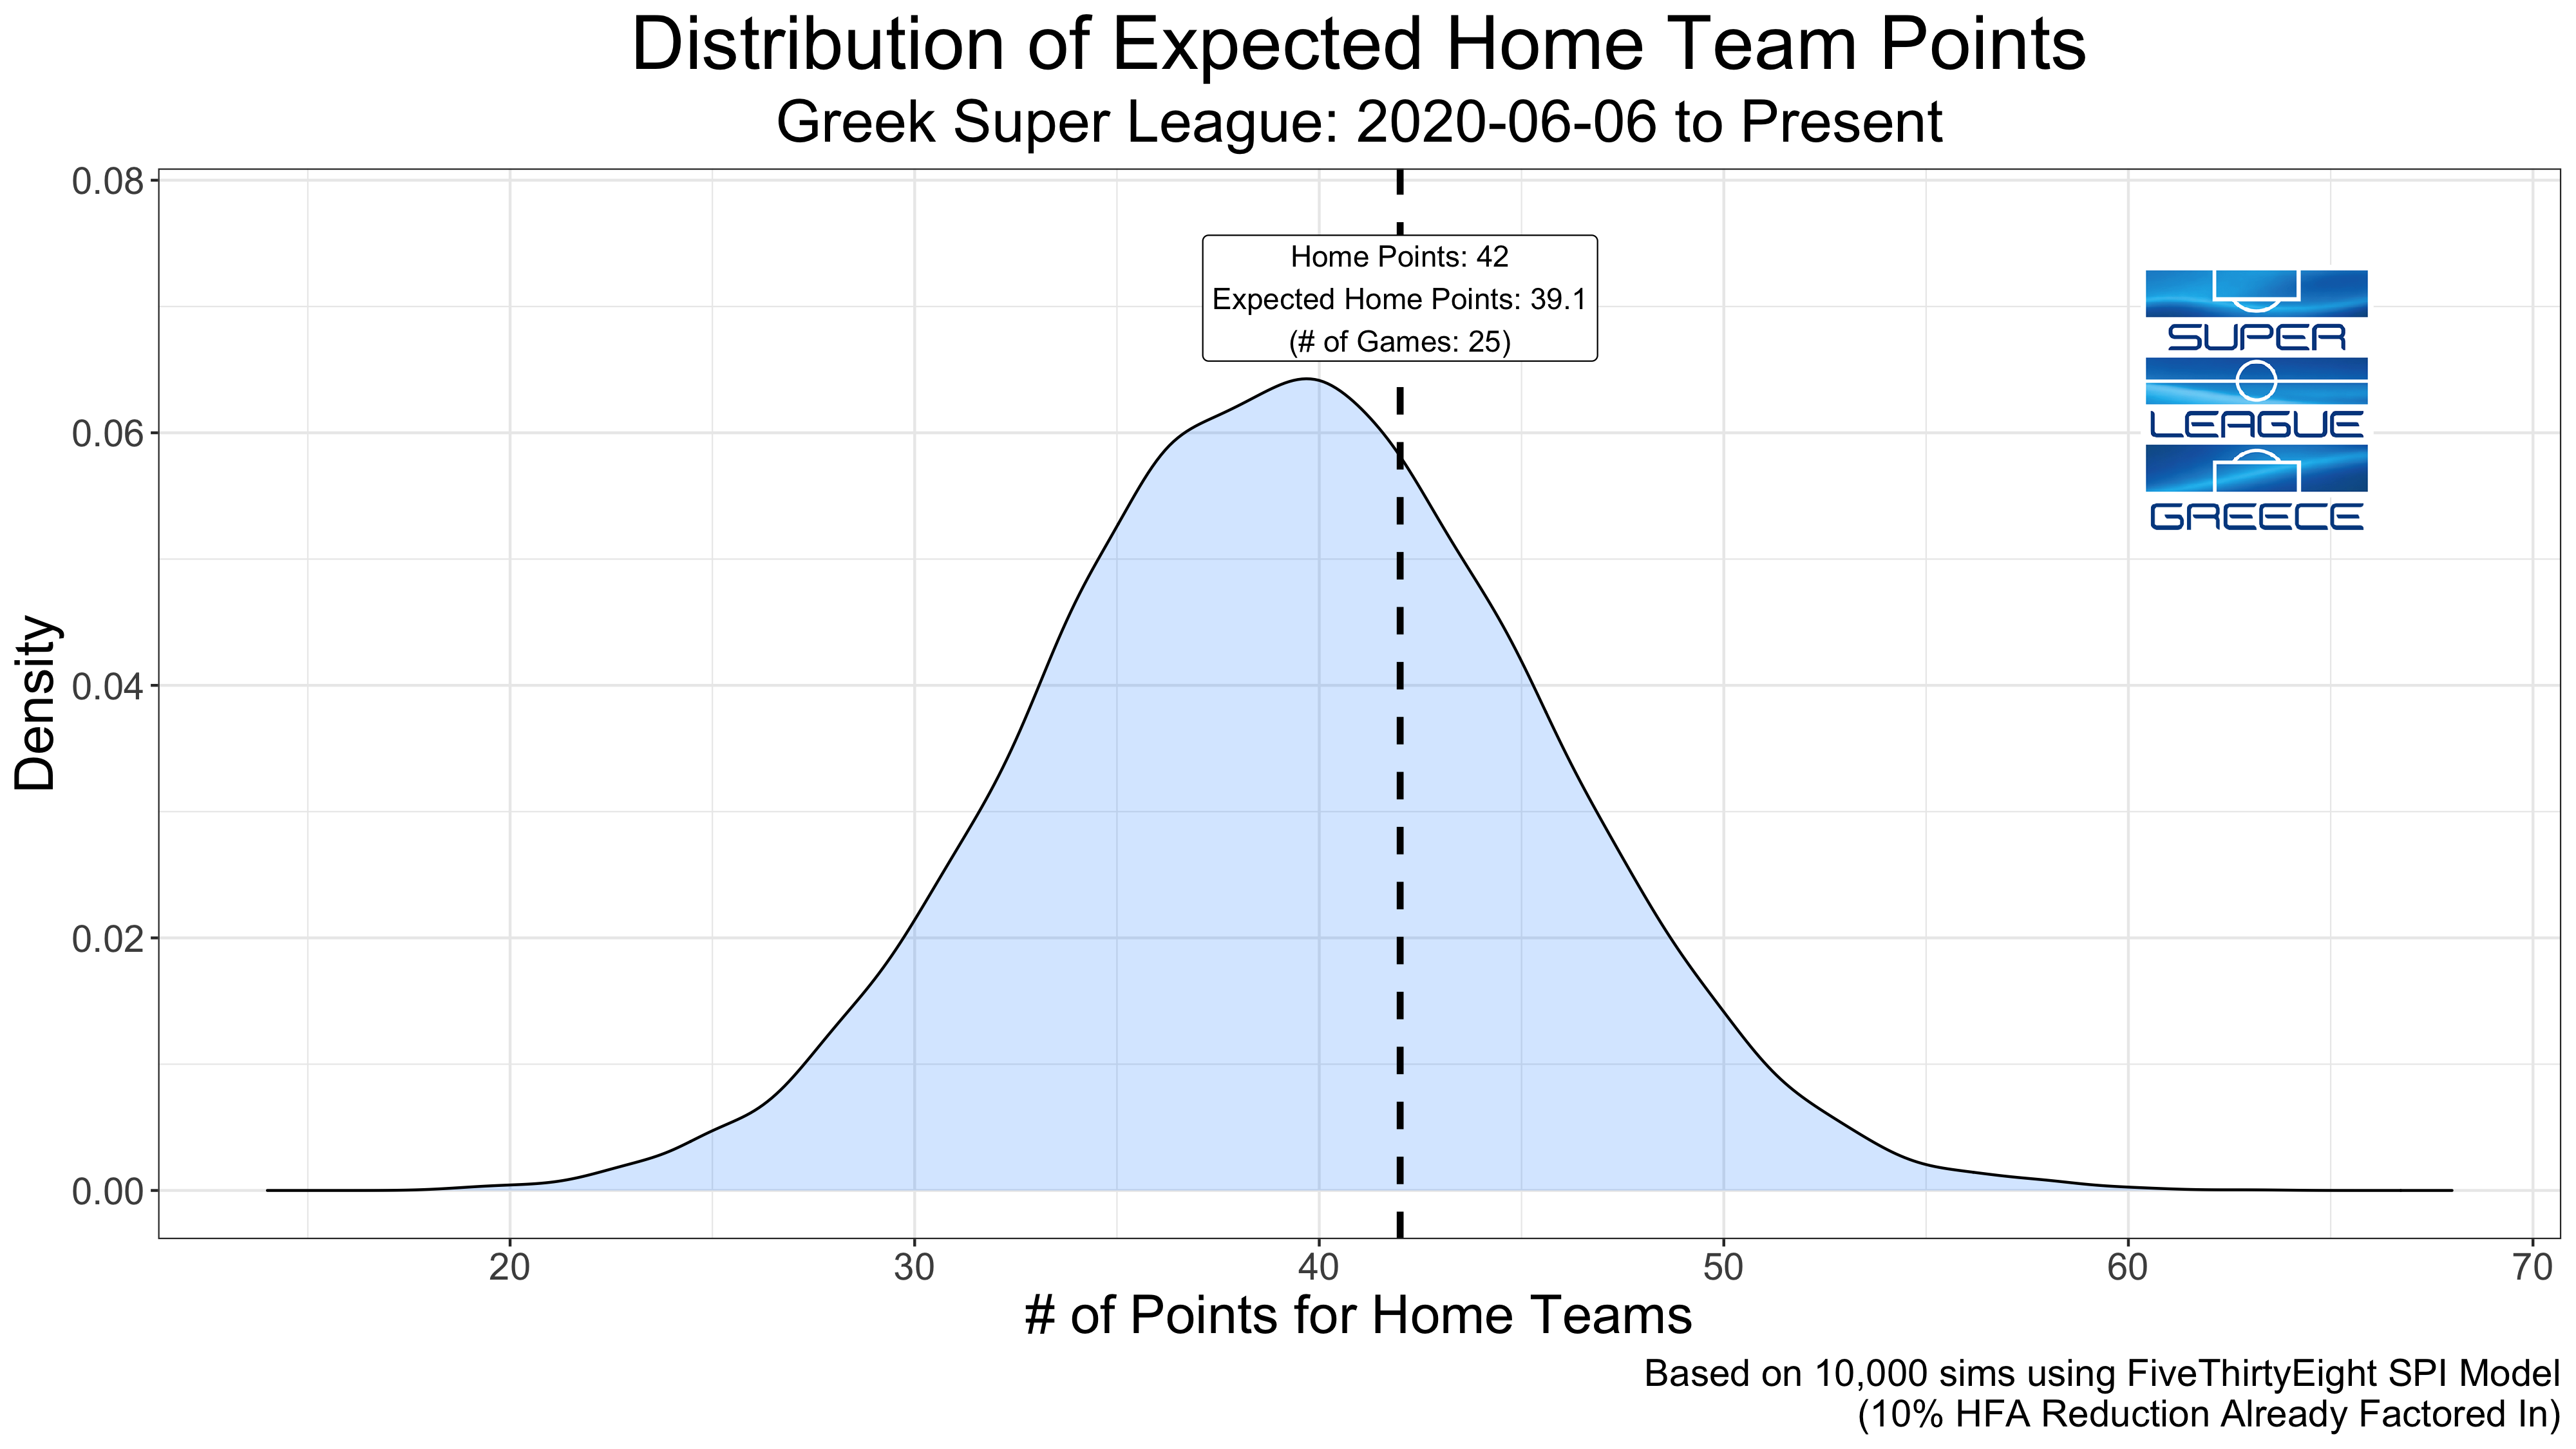 Distribution of Expected Home Team Points
Greek Super League: 2020-06-06 to Present
0.08
0.06
0.04
0.02
0.00
Density
Home Points: 42
Expected Home Points: 39.1
(# of Games: 25)
SUPER
LEAGUE
GREECE
20 30 40 50 60 70
# of Points for Home Teams
Based on 10,000 sims using FiveThirtyEight SPI Model
(10% HFA Reduction Already Factored In)